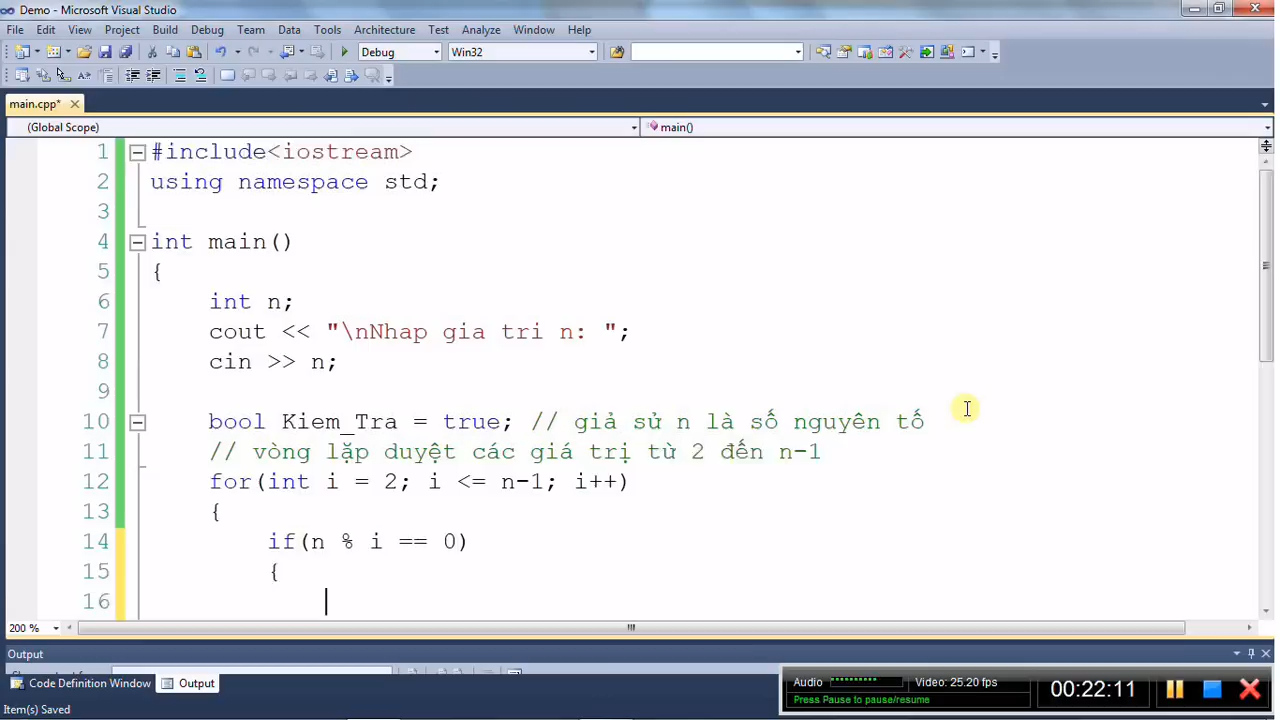 Demo - Microsoft Visual Studio
File Edit View Project Build Debug Team Data Tools Architecture Test Analyze Window Help
Debug Win32
main.cpp*
(Global Scope) main()
1 #include<iostream>
2 using namespace std;
3
4 int main()
5 {
6 int n;
7 cout << "\nNhap gia tri n: ";
8 cin >> n;
9
10 bool Kiem_Tra = true; // giả sử n là số nguyên tố
11 // vòng lặp duyệt các giá trị từ 2 đến n-1
12 for(int i = 2; i <= n-1; i++)
13 {
14 if(n % i == 0)
15 {
16
200 %
Output
Code Definition Window Output
Item(s) Saved
Audio Video: 25.20 fps
Press Pause to pause/resume
00:22:11